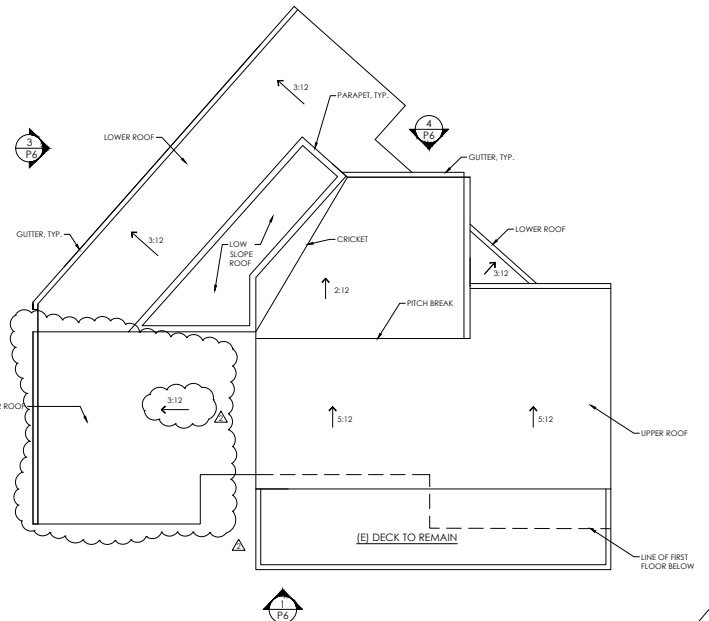 3:12
PARAPET, TYP.
4
P6
3
P6
LOWER ROOF
GUTTER, TYP.
LOWER ROOF
GUTTER, TYP.
3:12
LOW
SLOPE
ROOF
CRICKET
3:12
2:12
PITCH BREAK
3:12
2
R ROOF
5:12
5:12
UPPER ROOF
(E) DECK TO REMAIN
2
LINE OF FIRST
FLOOR BELOW
1
P6